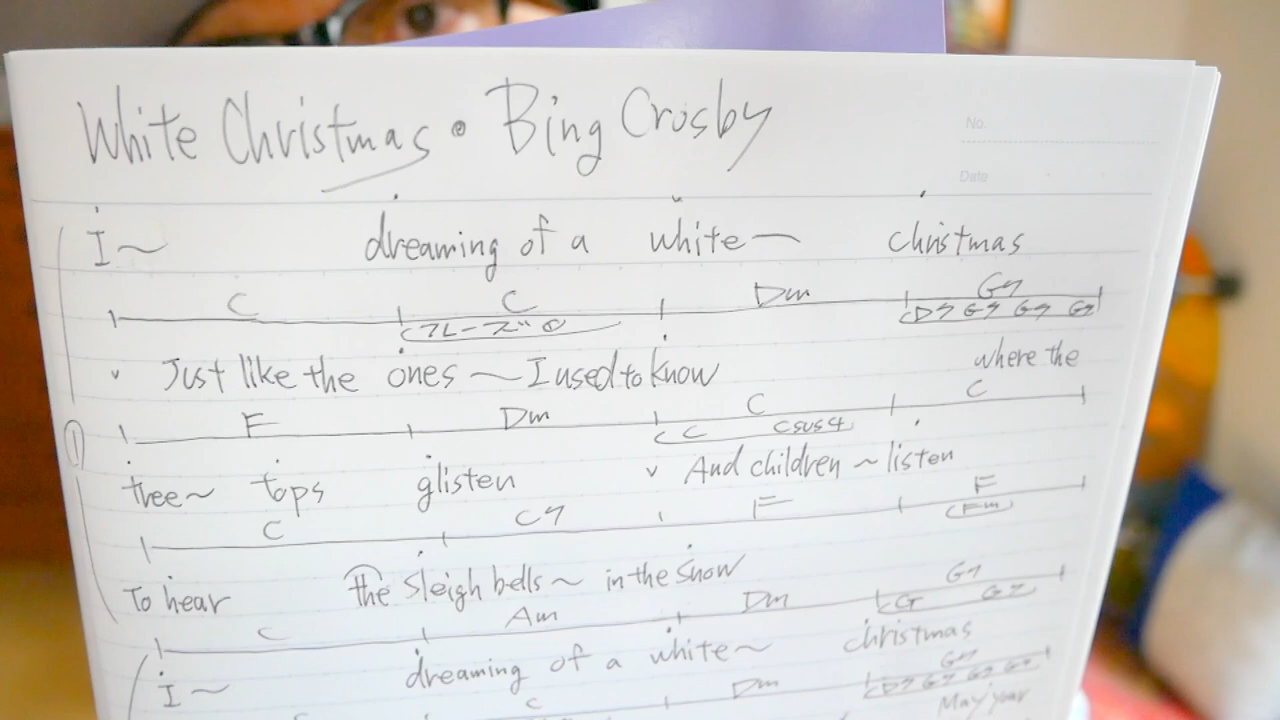 White Christmas • Bing Crosby
No.
Date
I~ dreaming of a white~ christmas
C C Dm G7
フレーズ① D7 G7 G7 G7
✓ Just like the ones ~ I used to know where the
F Dm C C
C Csus4
①
tree~ tops glisten ✓ And children ~ listen
C C7 F F
Fm
To hear the sleigh bells ~ in the snow
C Am Dm G7
G G7
I~ dreaming of a white~ christmas
C C Dm G7
D7 G7 G7 G7
May your